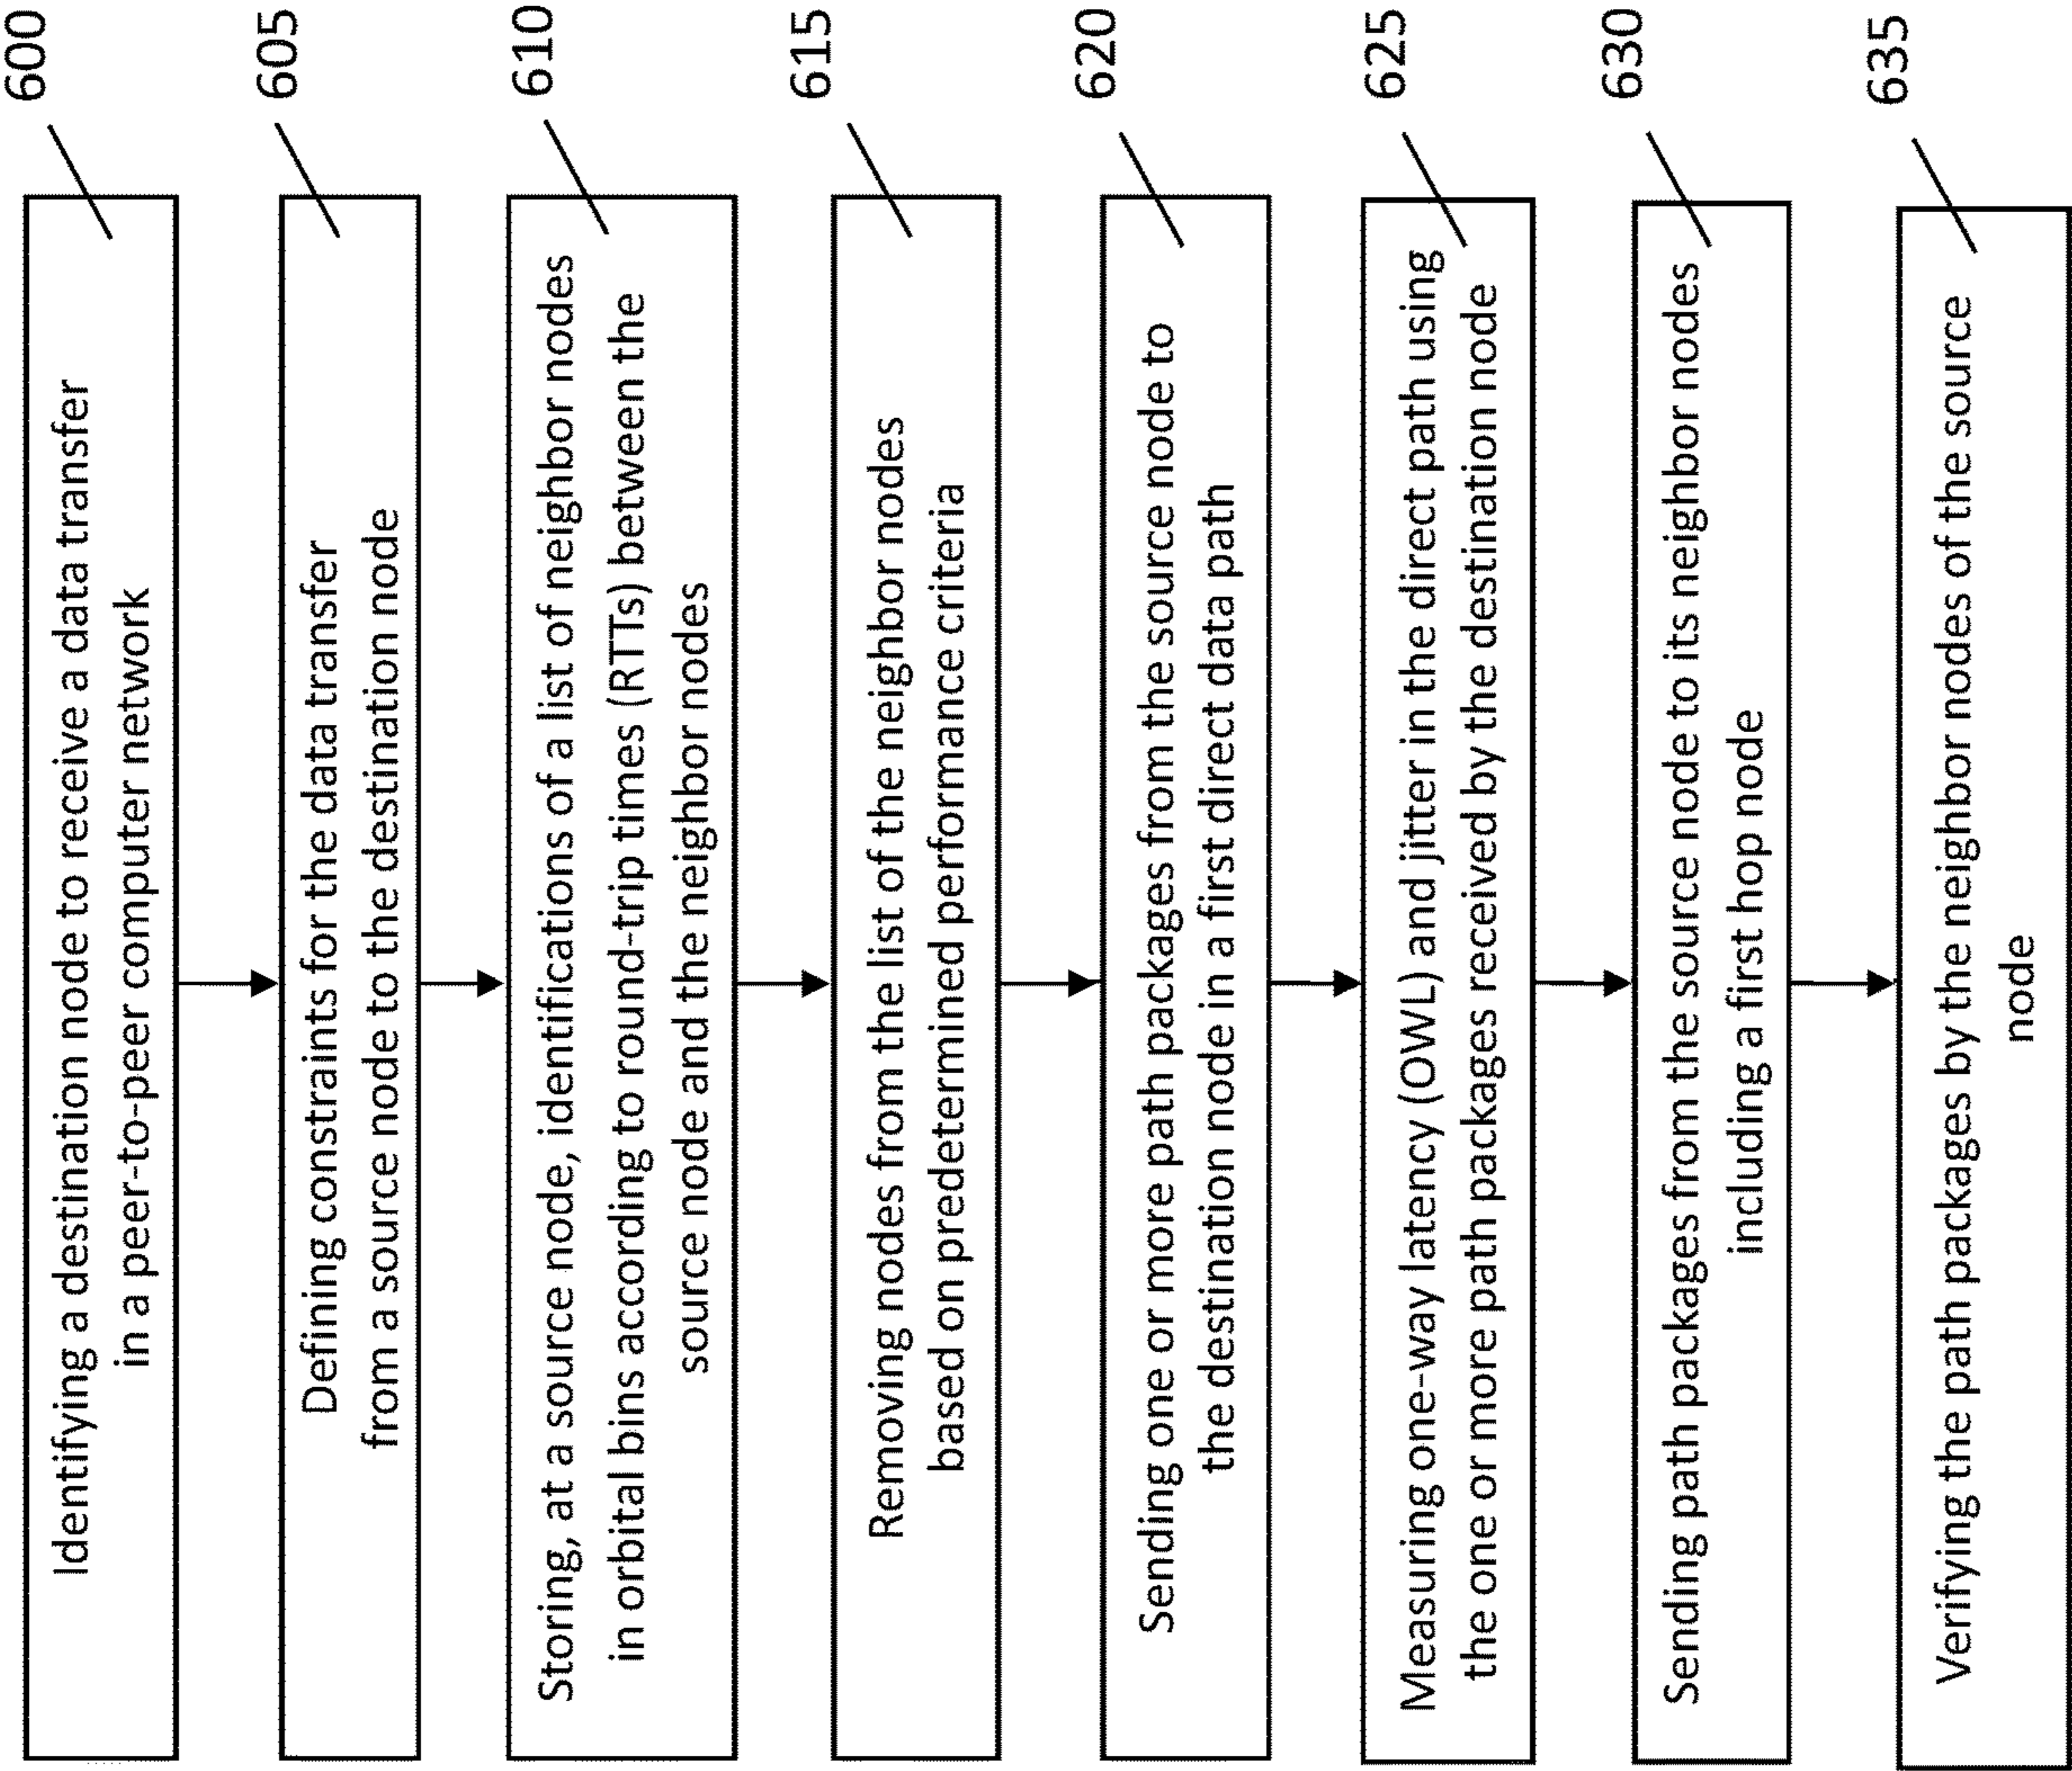 600
Identifying a destination node to receive a data transfer
in a peer-to-peer computer network
605
Defining constraints for the data transfer
from a source node to the destination node
610
Storing, at a source node, identifications of a list of neighbor nodes
in orbital bins according to round-trip times (RTTs) between the
source node and the neighbor nodes
615
Removing nodes from the list of the neighbor nodes
based on predetermined performance criteria
620
Sending one or more path packages from the source node to
the destination node in a first direct data path
625
Measuring one-way latency (OWL) and jitter in the direct path using
the one or more path packages received by the destination node
630
Sending path packages from the source node to its neighbor nodes
including a first hop node
635
Verifying the path packages by the neighbor nodes of the source
node